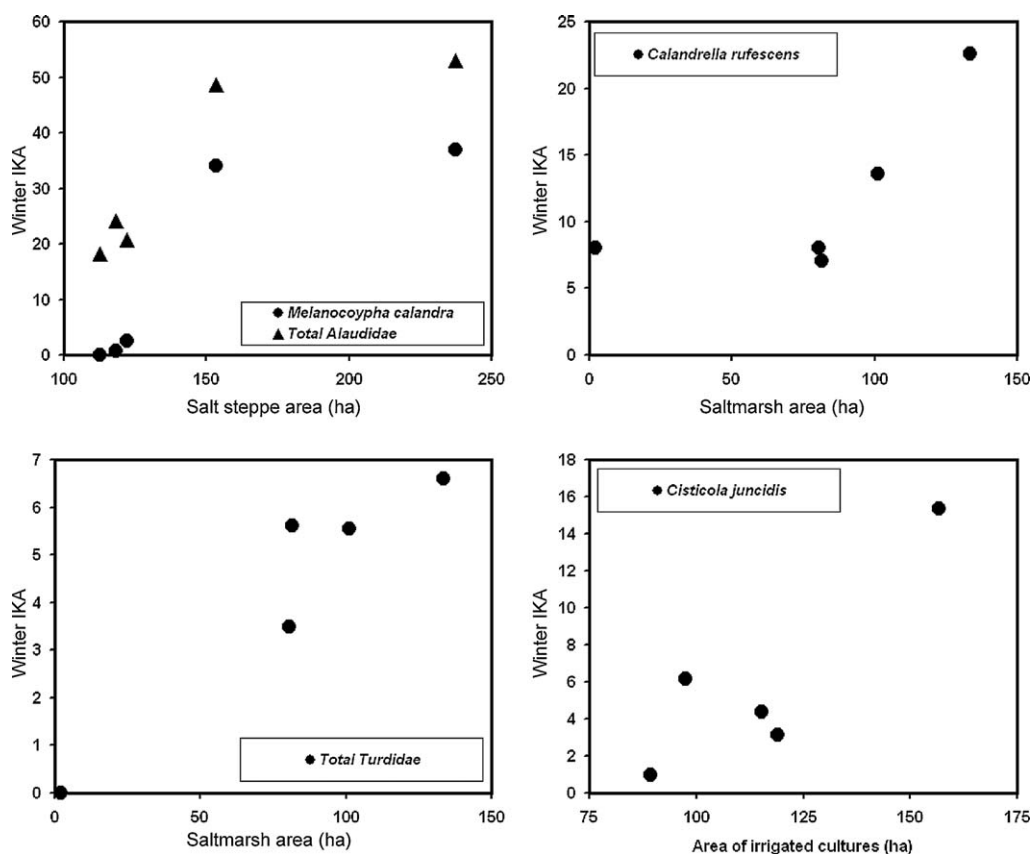 60
50
40
30
20
10
0
Winter IKA
Melanocoypha calandra
Total Alaudidae
100 150 200 250
Salt steppe area (ha)
25
20
15
10
5
0
Winter IKA
Calandrella rufescens
0 50 100 150
Saltmarsh area (ha)
7
6
5
4
3
2
1
0
Winter IKA
Total Turdidae
0 50 100 150
Saltmarsh area (ha)
18
16
14
12
10
8
6
4
2
0
Winter IKA
Cisticola juncidis
75 100 125 150 175
Area of irrigated cultures (ha)